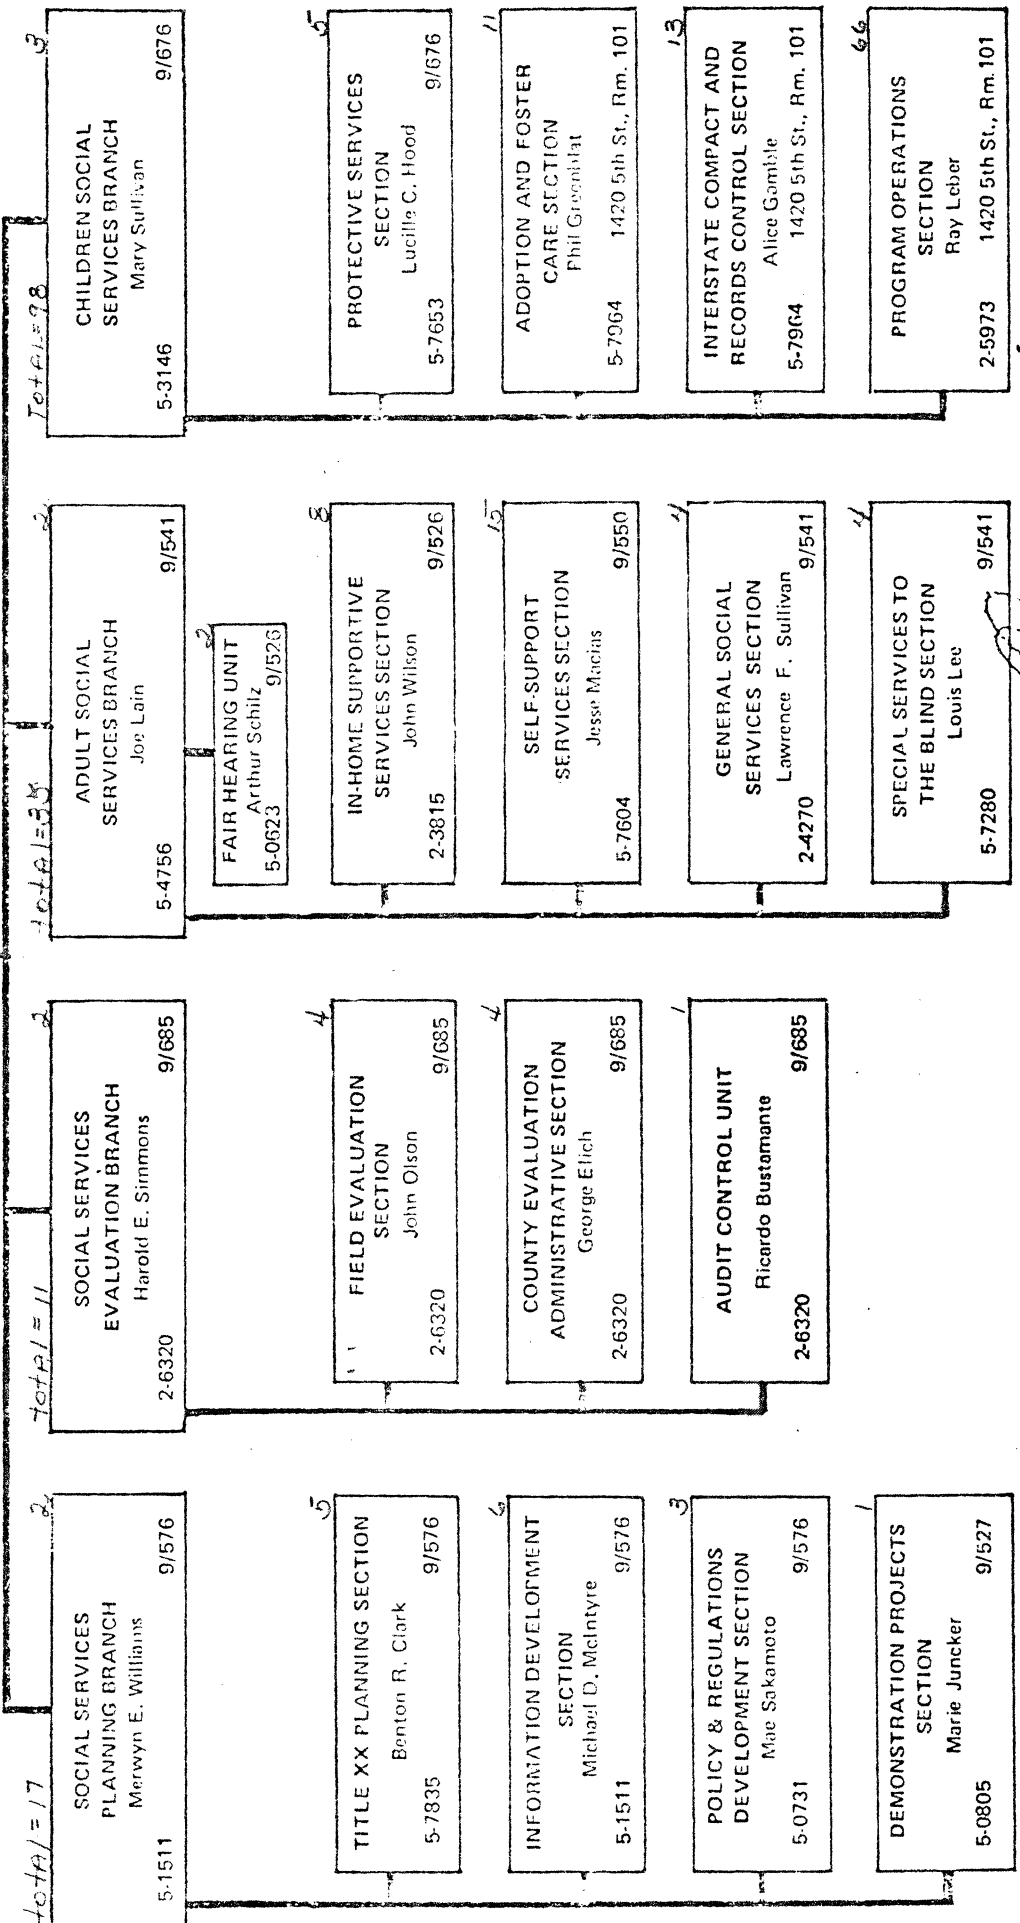 total = 17
2
SOCIAL SERVICES
PLANNING BRANCH
Merwyn E. Williams
5-1511 9/576
5
TITLE XX PLANNING SECTION
Benton R. Clark
5-7835 9/576
6
INFORMATION DEVELOPMENT
SECTION
Michael D. McIntyre
5-1511 9/576
3
POLICY & REGULATIONS
DEVELOPMENT SECTION
Mae Sakamoto
5-0731 9/576
1
DEMONSTRATION PROJECTS
SECTION
Marie Juncker
5-0805 9/527
total = 11
2
SOCIAL SERVICES
EVALUATION BRANCH
Harold E. Simmons
2-6320 9/685
4
FIELD EVALUATION
SECTION
John Olson
2-6320 9/685
4
COUNTY EVALUATION
ADMINISTRATIVE SECTION
George Elich
2-6320 9/685
1
AUDIT CONTROL UNIT
Ricardo Bustamante
2-6320 9/685
total = 35
2
ADULT SOCIAL
SERVICES BRANCH
Joe Lain
5-4756 9/541
2
FAIR HEARING UNIT
Arthur Schilz
5-0623 9/526
8
IN-HOME SUPPORTIVE
SERVICES SECTION
John Wilson
2-3815 9/526
15
SELF-SUPPORT
SERVICES SECTION
Jesse Macias
5-7604 9/550
4
GENERAL SOCIAL
SERVICES SECTION
Lawrence F. Sullivan
2-4270 9/541
4
SPECIAL SERVICES TO
THE BLIND SECTION
Louis Lee
5-7280 9/541
Total = 98
3
CHILDREN SOCIAL
SERVICES BRANCH
Mary Sullivan
5-3146 9/676
5
PROTECTIVE SERVICES
SECTION
Lucille C. Hood
5-7653 9/676
11
ADOPTION AND FOSTER
CARE SECTION
Phil Greenblat
5-7964 1420 5th St., Rm. 101
13
INTERSTATE COMPACT AND
RECORDS CONTROL SECTION
Alice Gamble
5-7964 1420 5th St., Rm. 101
66
PROGRAM OPERATIONS
SECTION
Ray Leber
2-5973 1420 5th St., Rm. 101